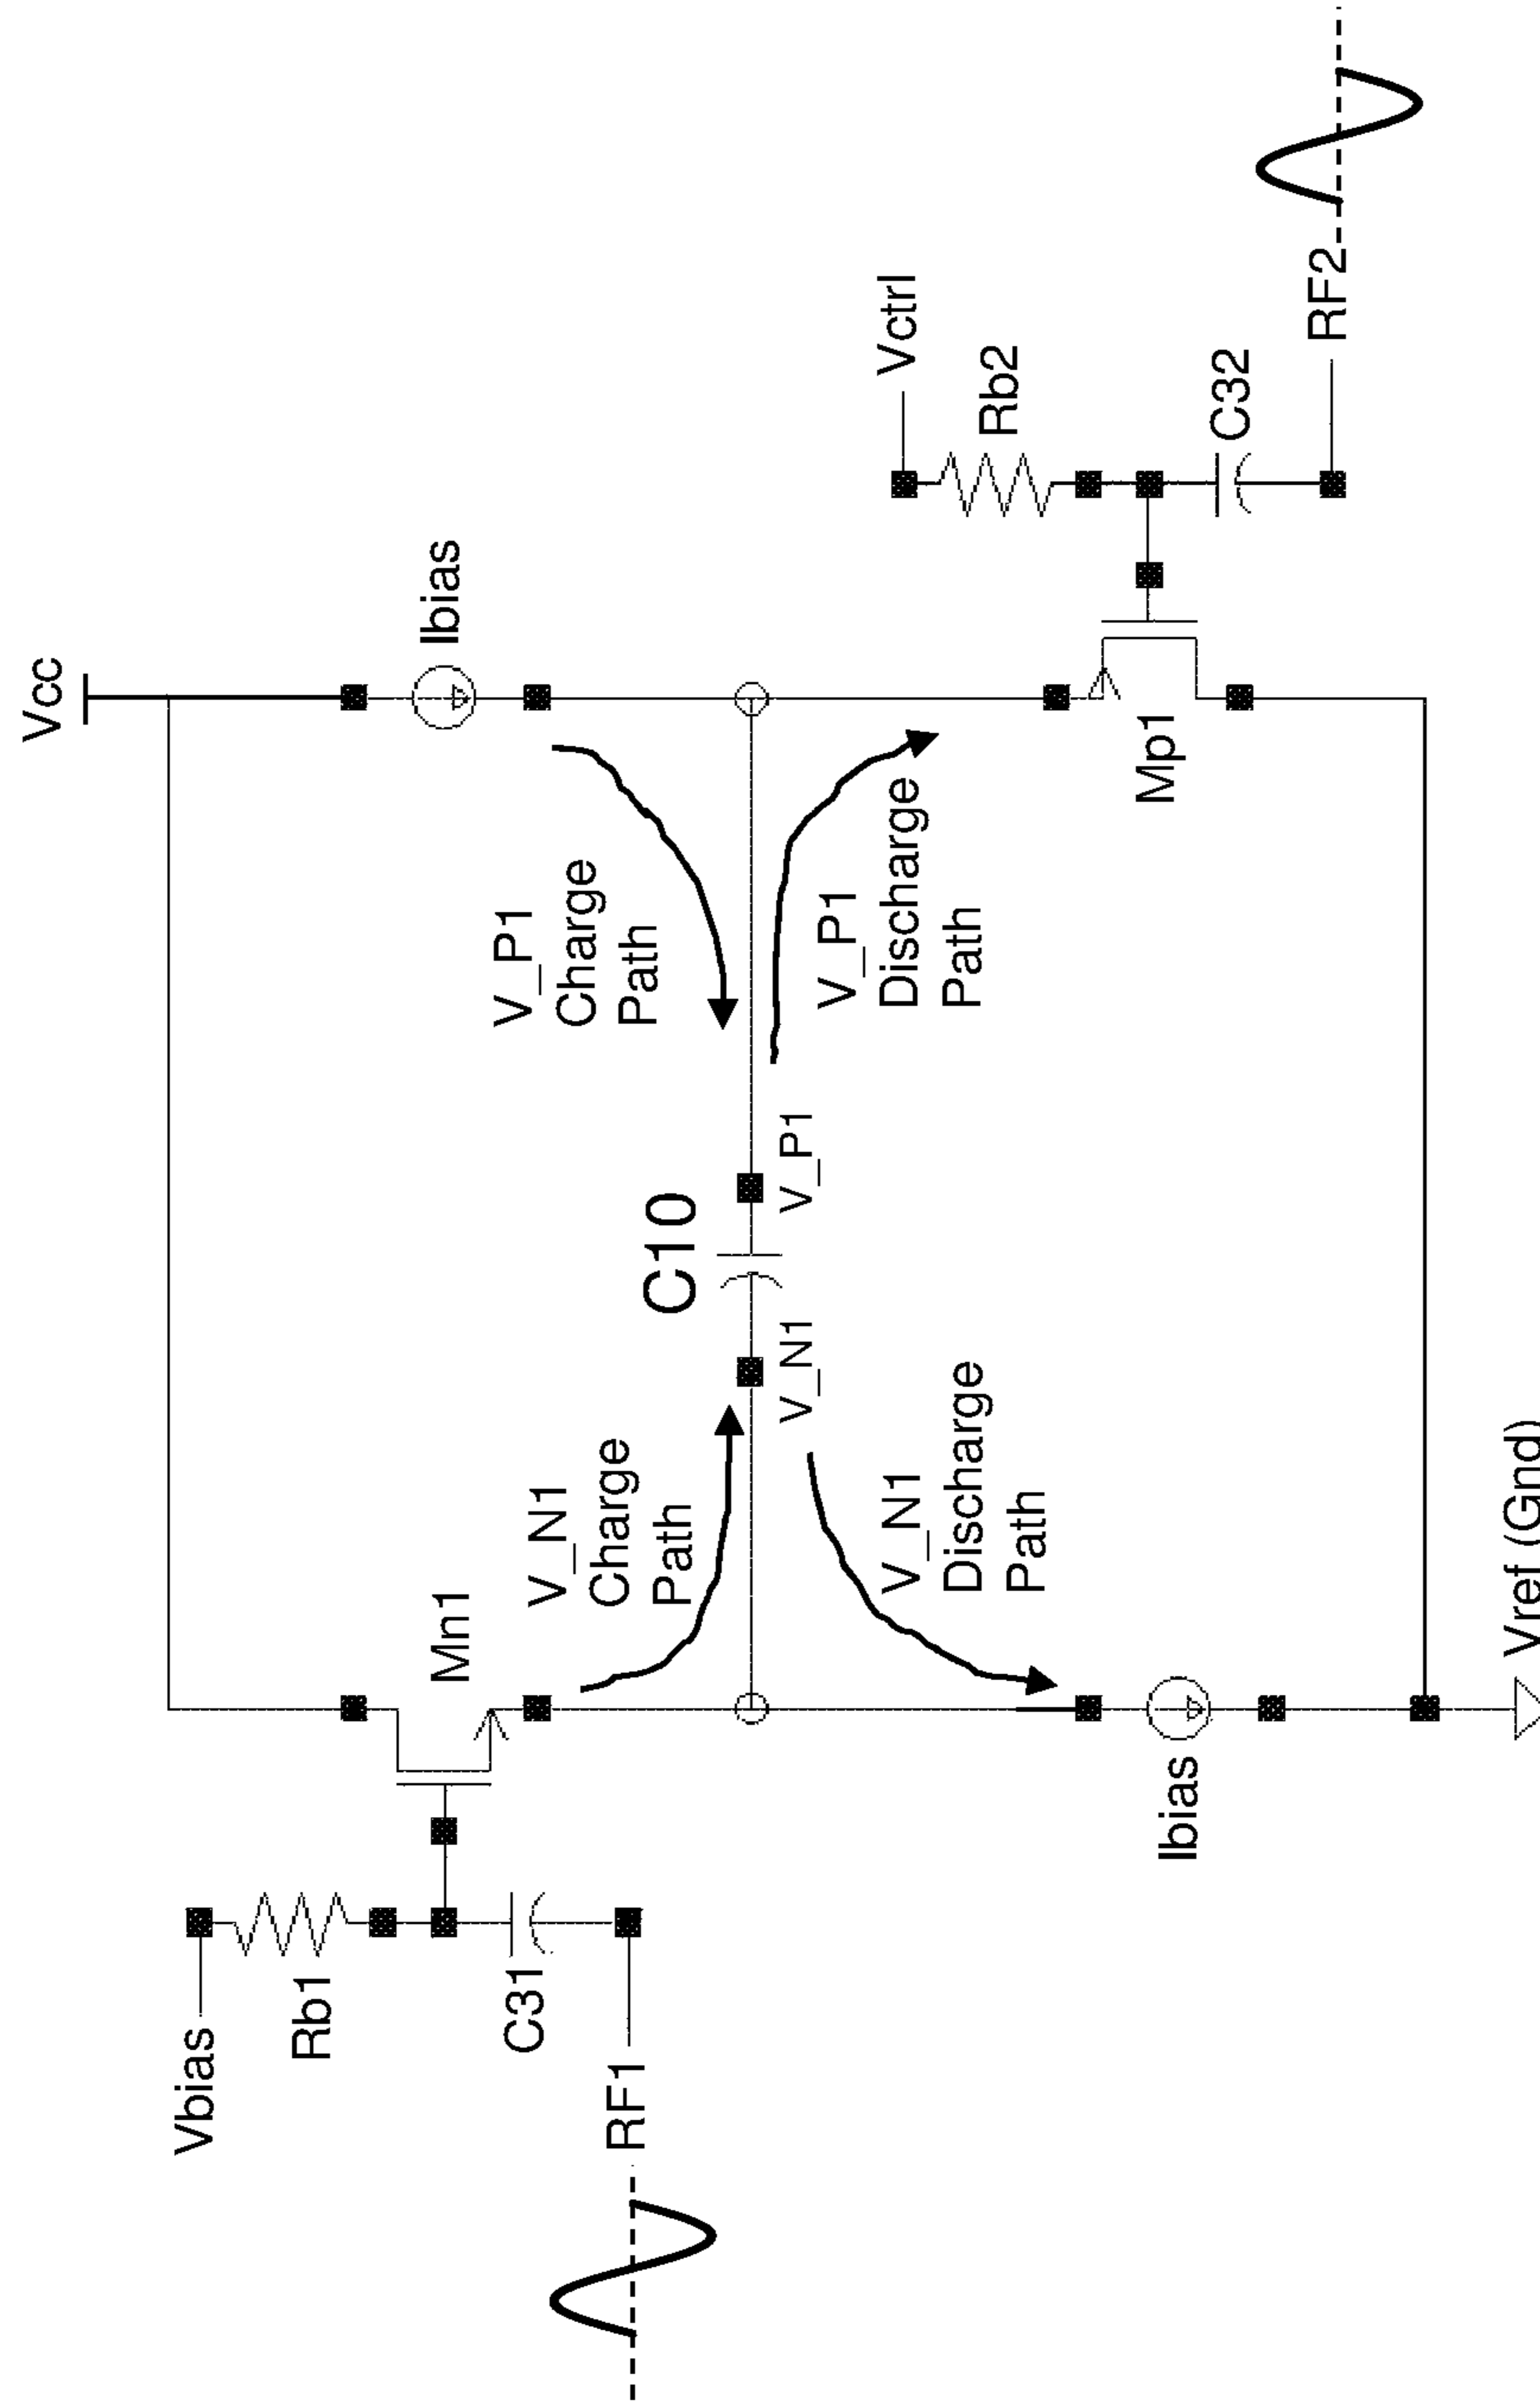 Vcc
Ibias
Vctrl
Rb2
C32
RF2
Mp1
V_P1
Charge
Path
V_P1
Discharge
Path
C10
V_P1
V_N1
V_N1
Charge
Path
V_N1
Discharge
Path
Mn1
Vbias
Rb1
C31
RF1
Ibias
Vref (Gnd)